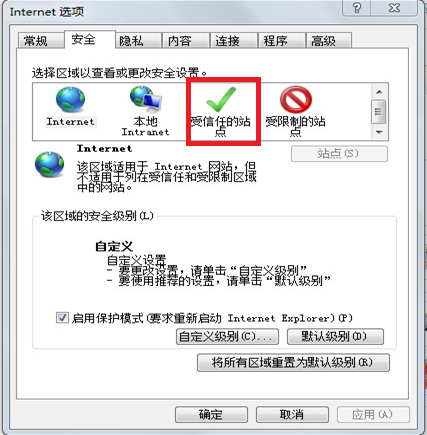 Internet 选项
常规 安全 隐私 内容 连接 程序 高级
选择区域以查看或更改安全设置。
Internet 本地 受信任的站 受限制的站
Intranet 点 点
Internet 站点(S)
该区域适用于 Internet 网站,但
不适用于列在受信任和受限制区域
中的网站。
该区域的安全级别(L)
自定义
自定义设置
- 要更改设置,请单击“自定义级别”
- 要使用推荐的设置,请单击“默认级别”
启用保护模式(要求重新启动 Internet Explorer)(P)
自定义级别(C)... 默认级别(D)
将所有区域重置为默认级别(R)
确定 取消 应用(A)